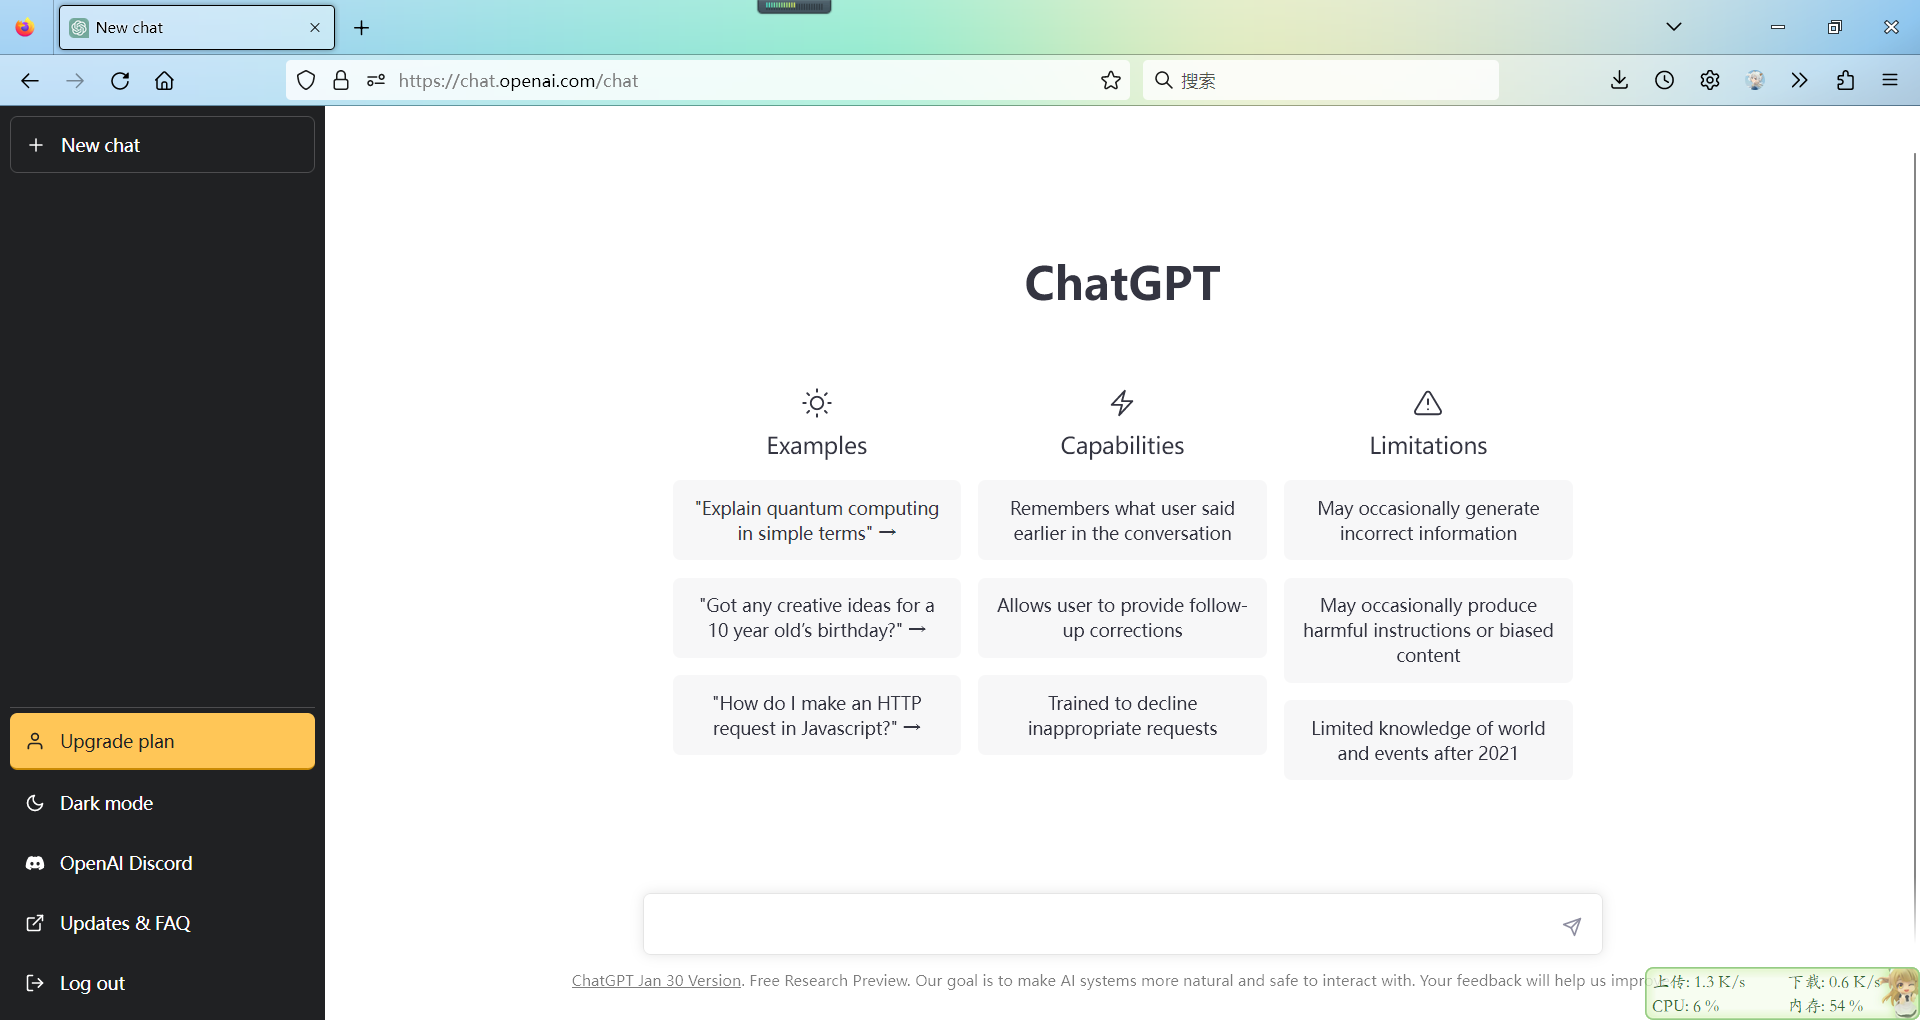 New chat
https://chat.openai.com/chat
搜索
New chat
Upgrade plan
Dark mode
OpenAI Discord
Updates & FAQ
Log out
ChatGPT
Examples
"Explain quantum computing
in simple terms" →
"Got any creative ideas for a
10 year old’s birthday?" →
"How do I make an HTTP
request in Javascript?" →
Capabilities
Remembers what user said
earlier in the conversation
Allows user to provide follow-
up corrections
Trained to decline
inappropriate requests
Limitations
May occasionally generate
incorrect information
May occasionally produce
harmful instructions or biased
content
Limited knowledge of world
and events after 2021
ChatGPT Jan 30 Version. Free Research Preview. Our goal is to make AI systems more natural and safe to interact with. Your feedback will help us impro
上传: 1.3 K/s 下载: 0.6 K/s
CPU: 6 % 内存: 54 %